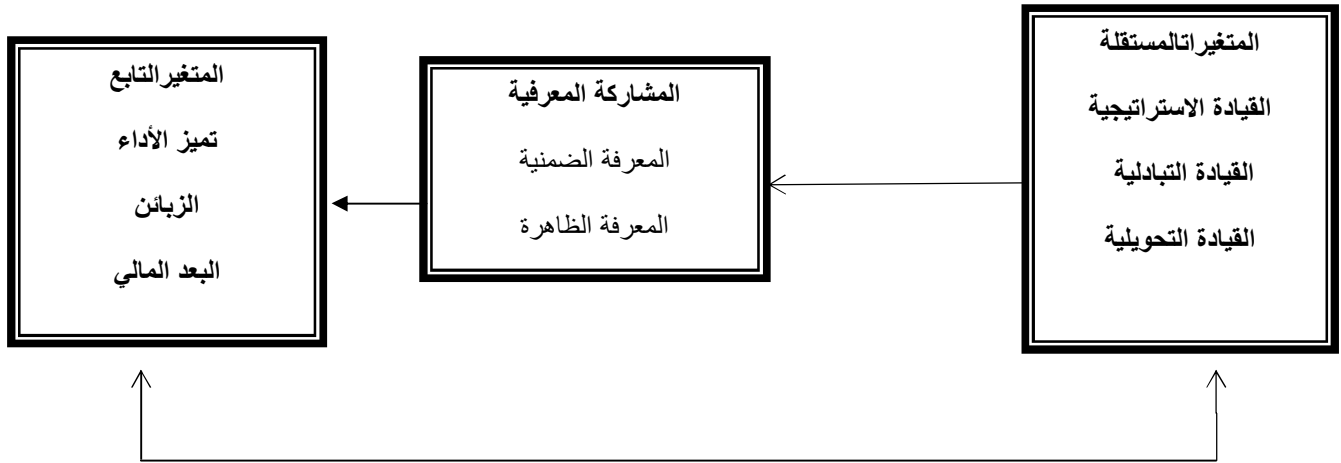 المتغيراتالمستقلة
القيادة الاستراتيجية
القيادة التبادلية
القيادة التحويلية
المشاركة المعرفية
المعرفة الضمنية
المعرفة الظاهرة
المتغيرالتابع
تميز الأداء
الزبائن
البعد المالي